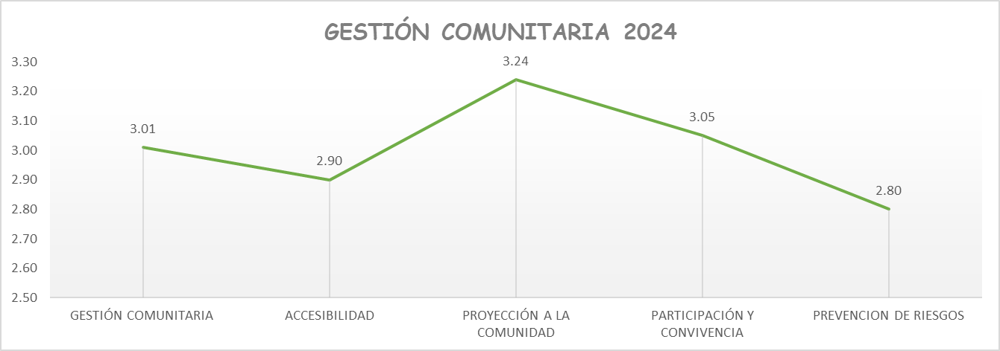 GESTIÓN COMUNITARIA 2024
3.30
3.20
3.10
3.00
2.90
2.80
2.70
2.60
2.50
3.01
2.90
3.24
3.05
2.80
GESTIÓN COMUNITARIA
ACCESIBILIDAD
PROYECCIÓN A LA
COMUNIDAD
PARTICIPACIÓN Y
CONVIVENCIA
PREVENCION DE RIESGOS